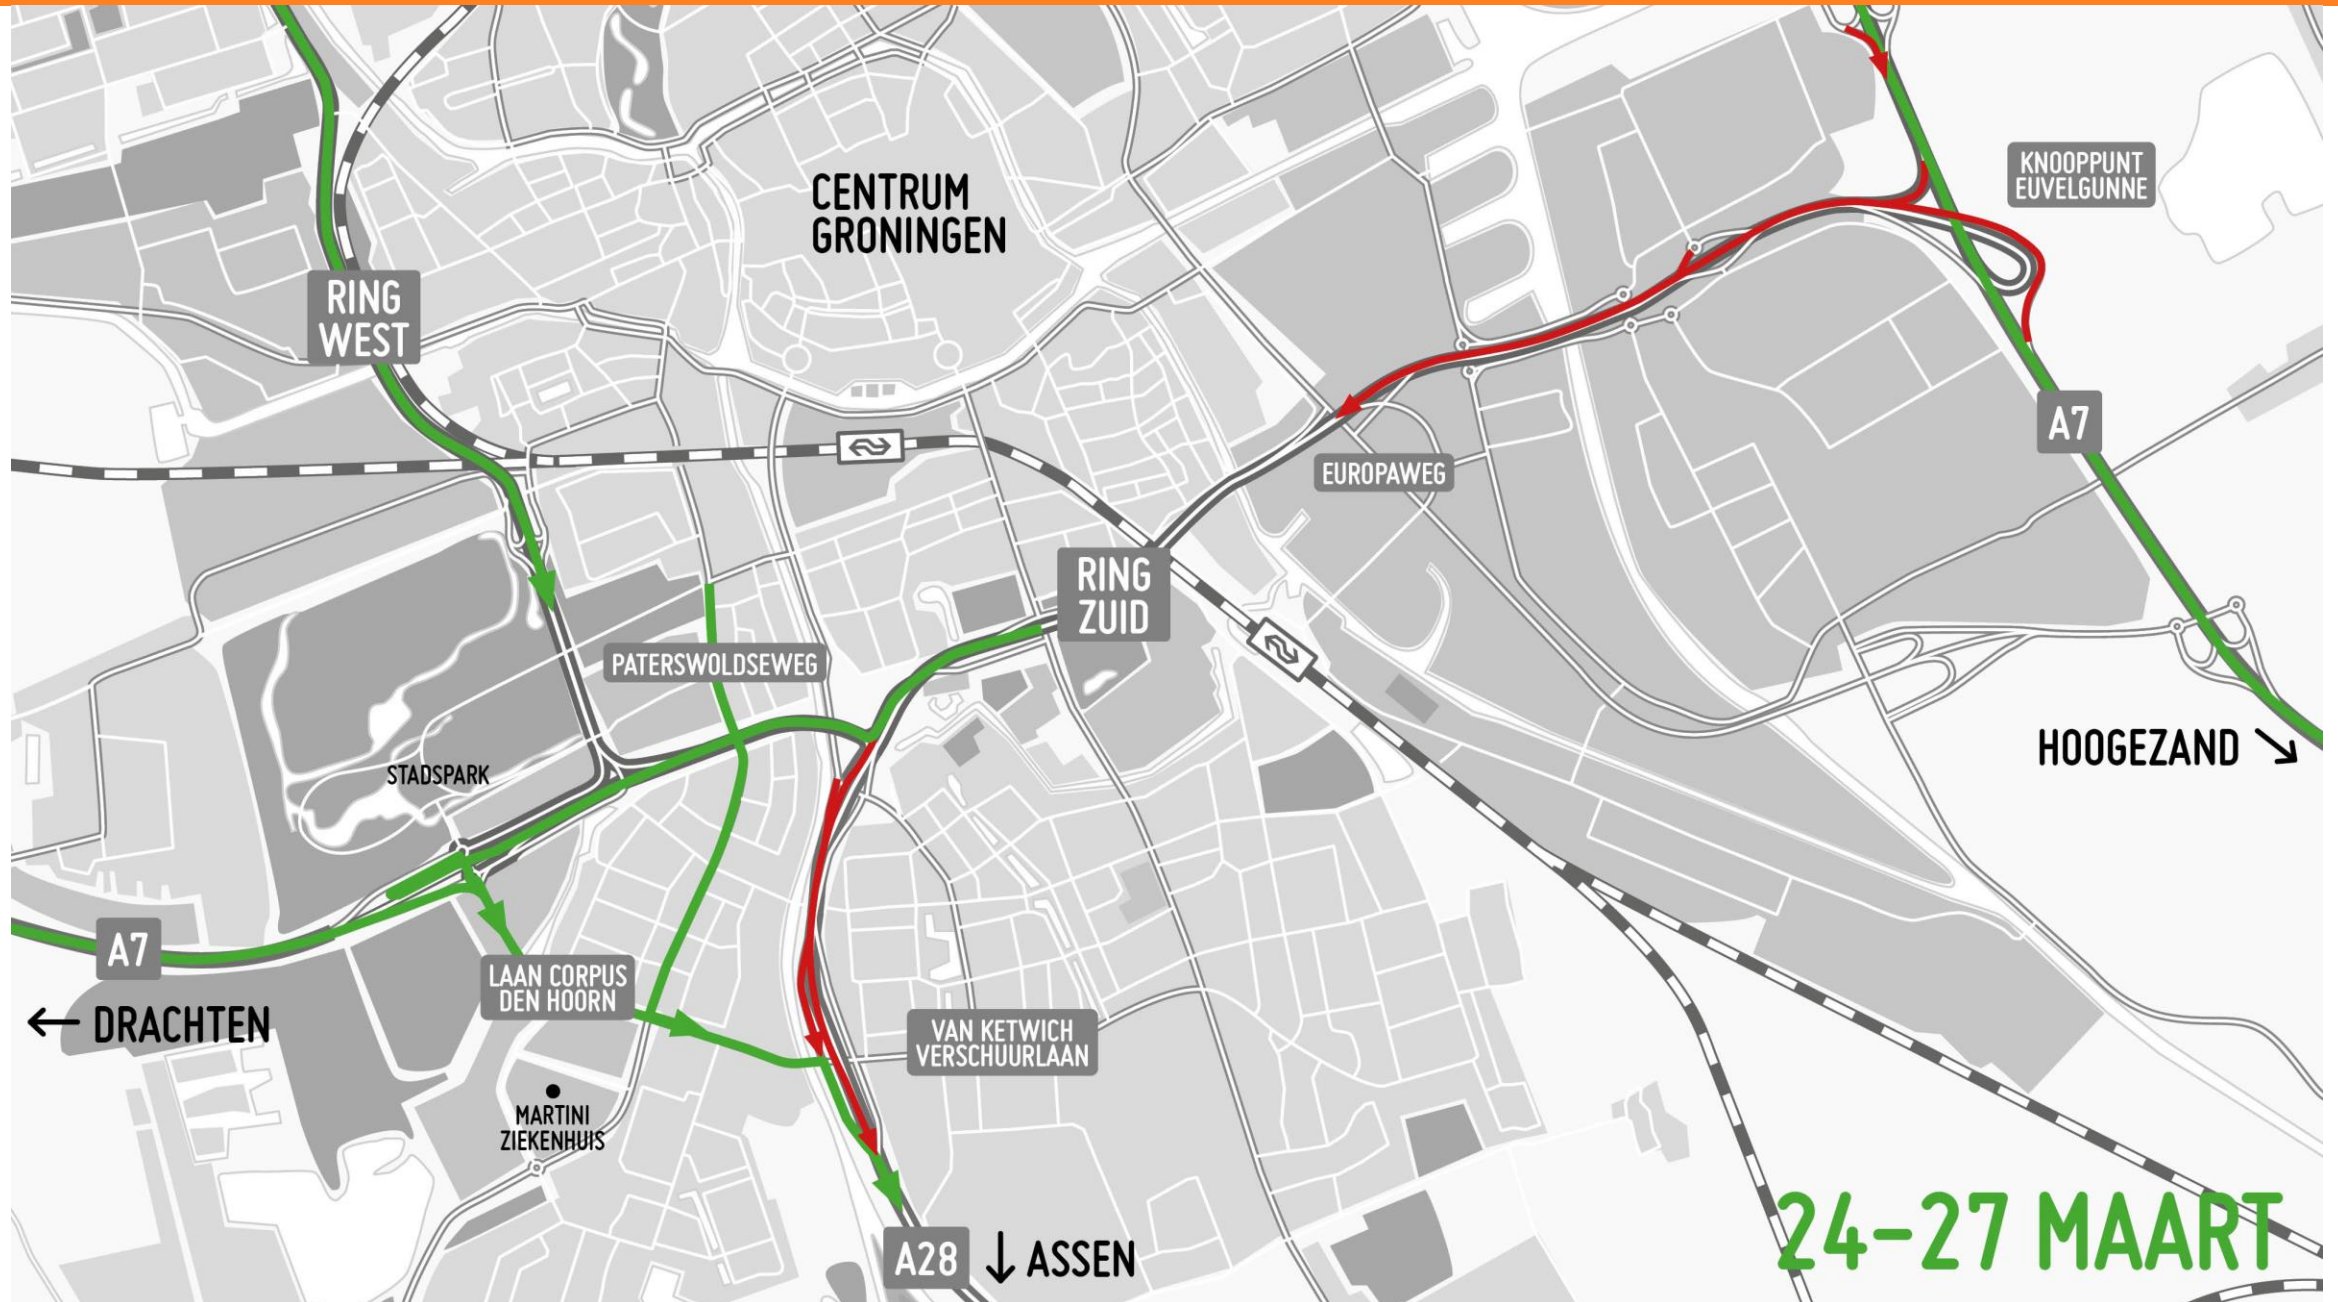 KNOOPPUNT
EUVELGUNNE
CENTRUM
GRONINGEN
RING
WEST
A7
EUROPAWEG
RING
ZUID
PATERSWOLDSEWEG
HOOGEZAND ↘
STADSPARK
A7
LAAN CORPUS
DEN HOORN
← DRACHTEN
VAN KETWICH
VERSCHUURLAAN
MARTINI
ZIEKENHUIS
24-27 MAART
A28 ↓ ASSEN